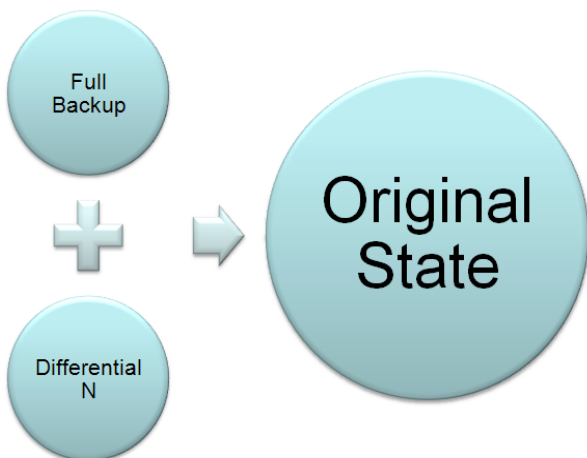 Full
Backup
Original
State
Differential
N